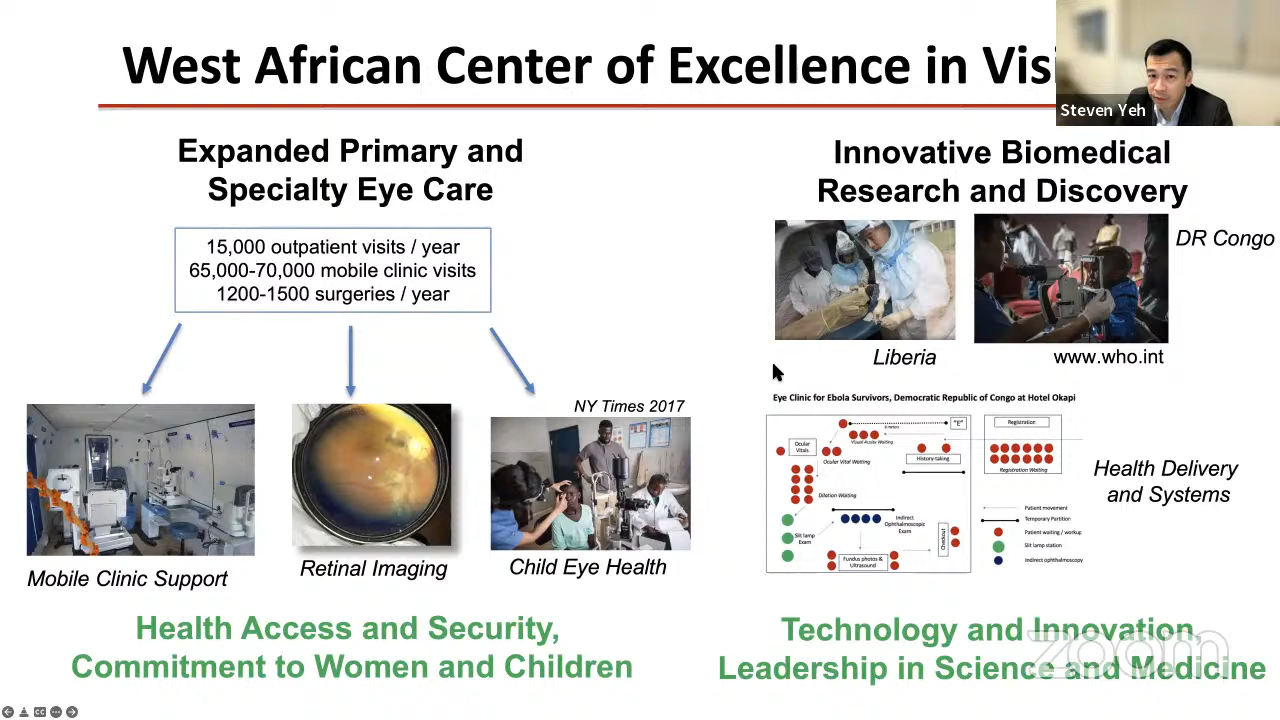 West African Center of Excellence in Visi
Steven Yeh
Expanded Primary and
Specialty Eye Care
15,000 outpatient visits / year
65,000-70,000 mobile clinic visits
1200-1500 surgeries / year
NY Times 2017
Mobile Clinic Support
Retinal Imaging
Child Eye Health
Health Access and Security,
Commitment to Women and Children
Innovative Biomedical
Research and Discovery
DR Congo
Liberia
www.who.int
Eye Clinic for Ebola Survivors, Democratic Republic of Congo at Hotel Okapi
"E"
Registration
6 meters
Visual Acuity Waiting
Ocular
Vitals
History-taking
Ocular Vital Waiting
Registration Waiting
Dilation Waiting
Indirect
Ophthalmoscopic
Exam
Slit lamp
Exam
Checkout
Fundus photos &
Ultrasound
Patient movement
Temporary Partition
Patient waiting / workup
Slit lamp station
Indirect ophthalmoscopy
Health Delivery
and Systems
Technology and Innovation,
Leadership in Science and Medicine
zoom
CC